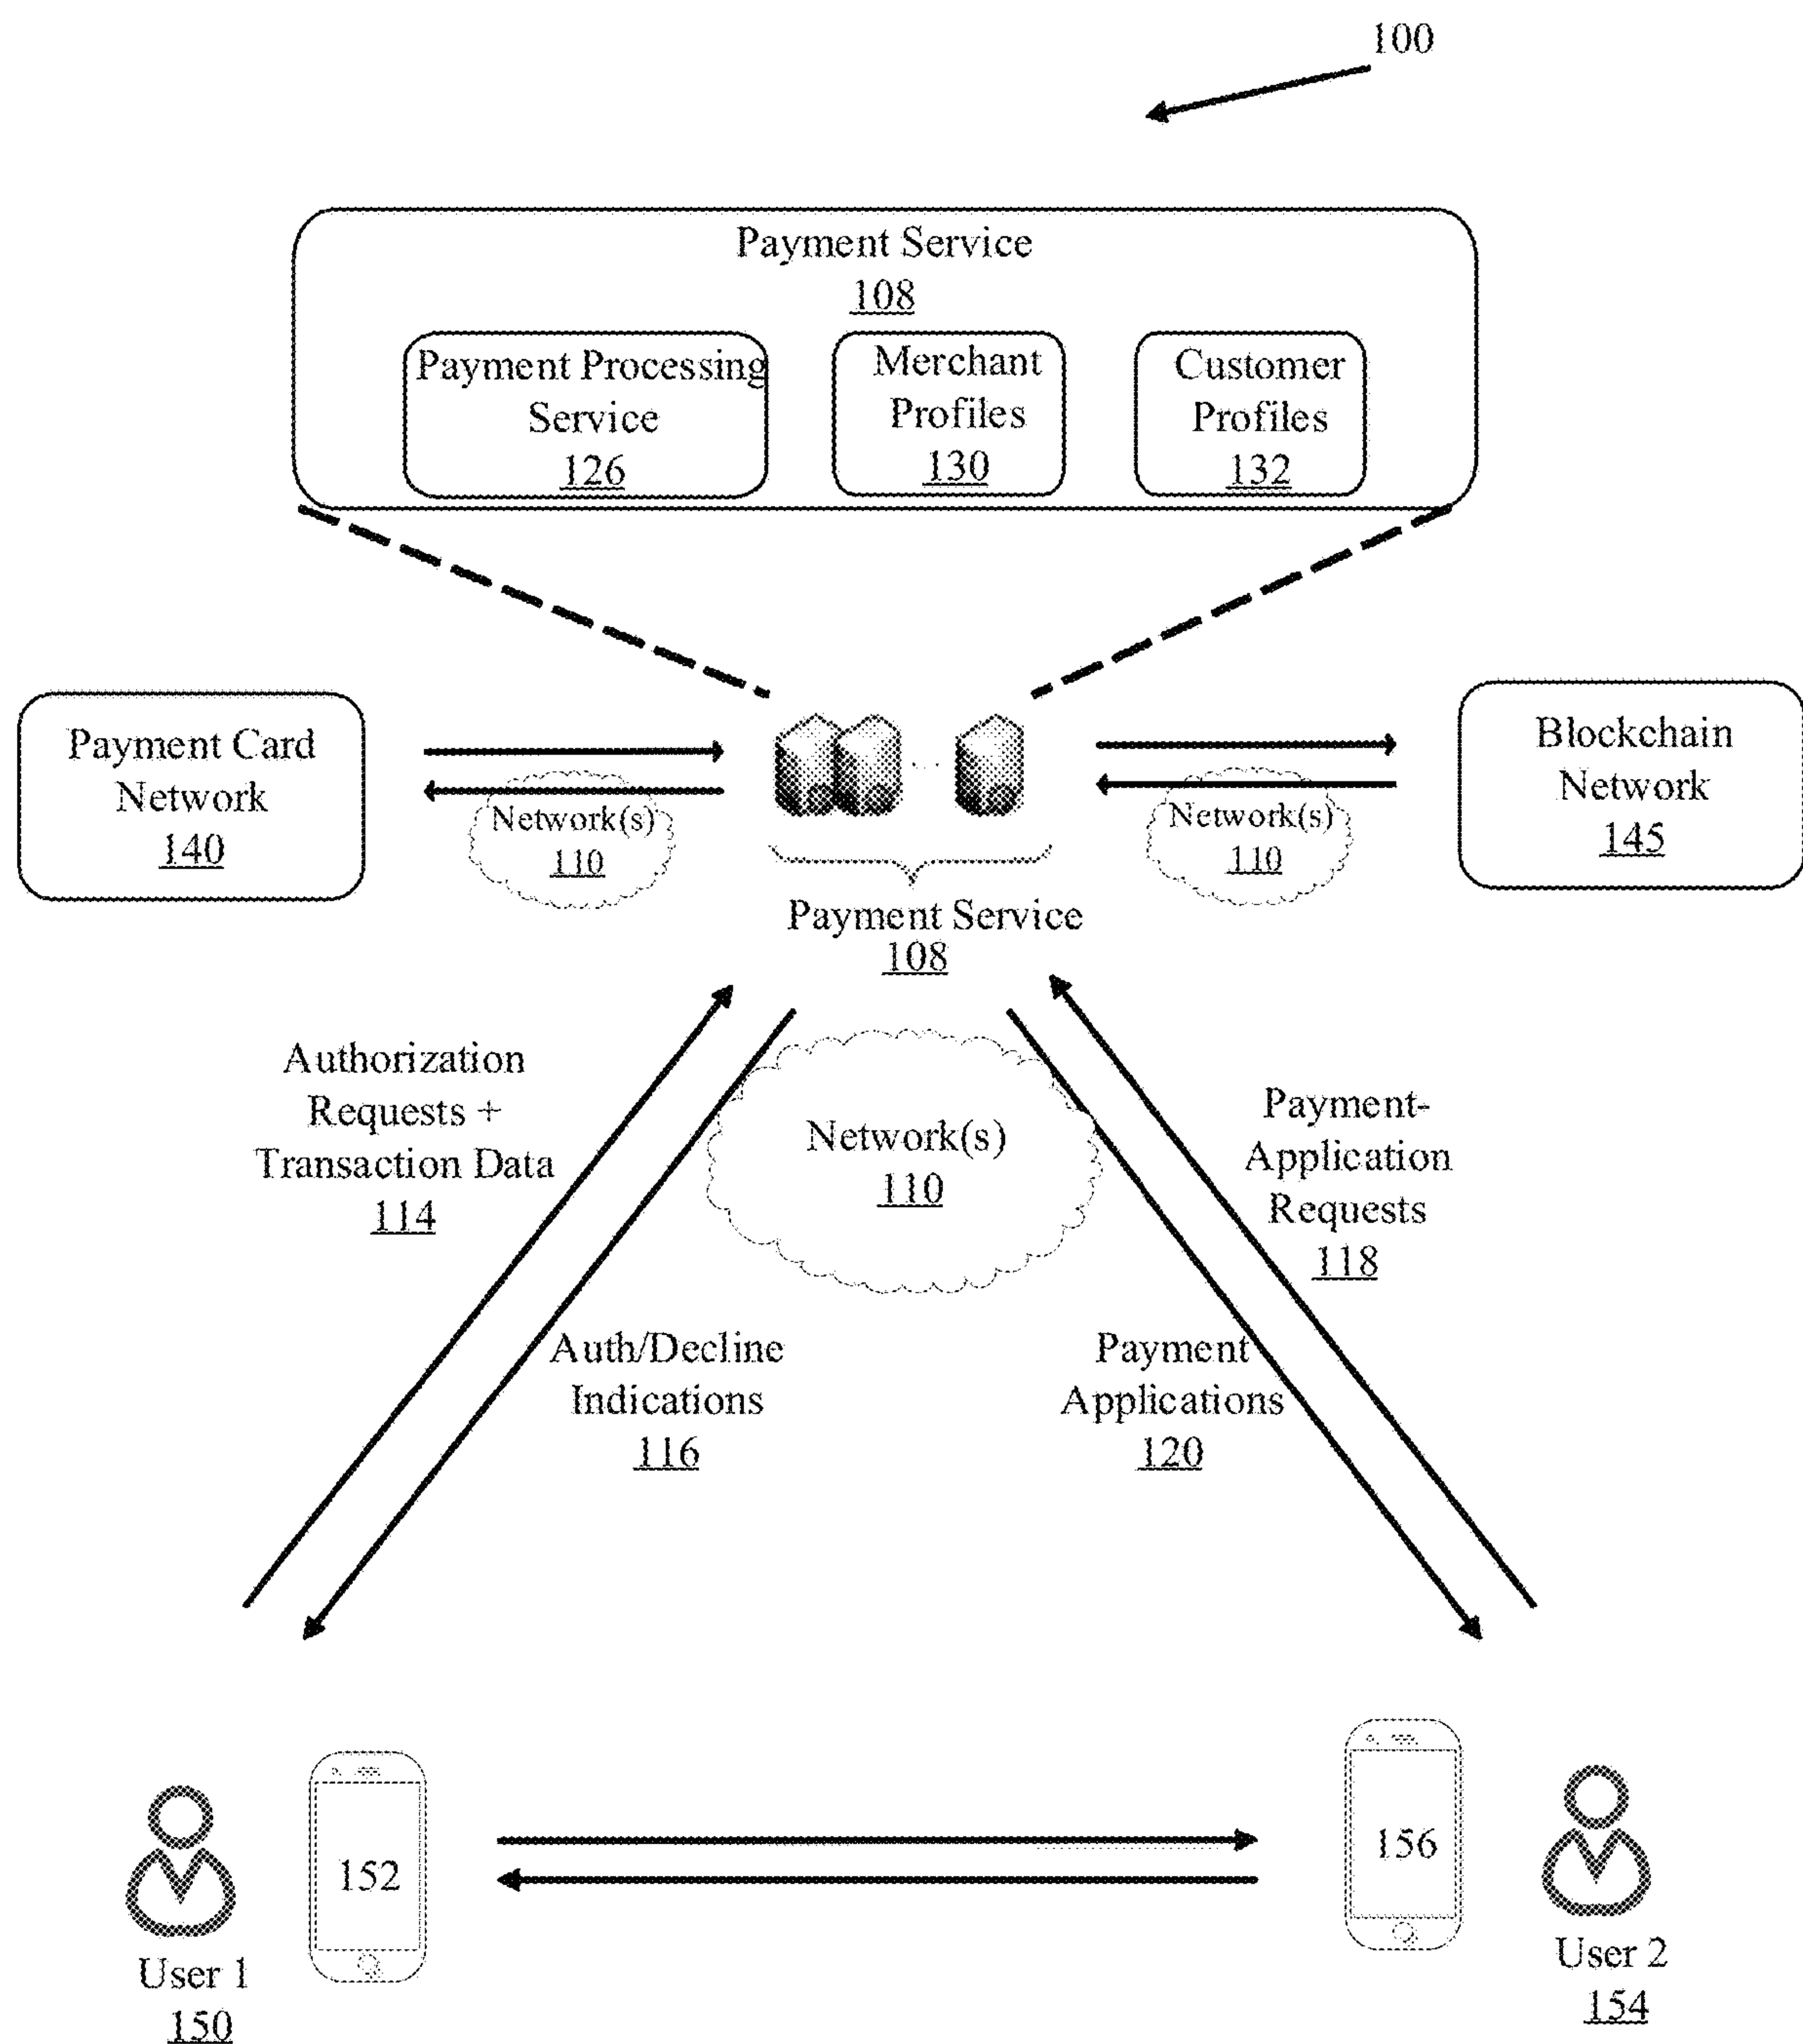 100
Payment Service
108
Payment Processing
Service
126
Merchant
Profiles
130
Customer
Profiles
132
Payment Card
Network
140
Network(s)
110
Payment Service
108
Network(s)
110
Blockchain
Network
145
Authorization
Requests +
Transaction Data
114
Network(s)
110
Payment-
Application
Requests
118
Auth/Decline
Indications
116
Payment
Applications
120
152
User 1
150
156
User 2
154